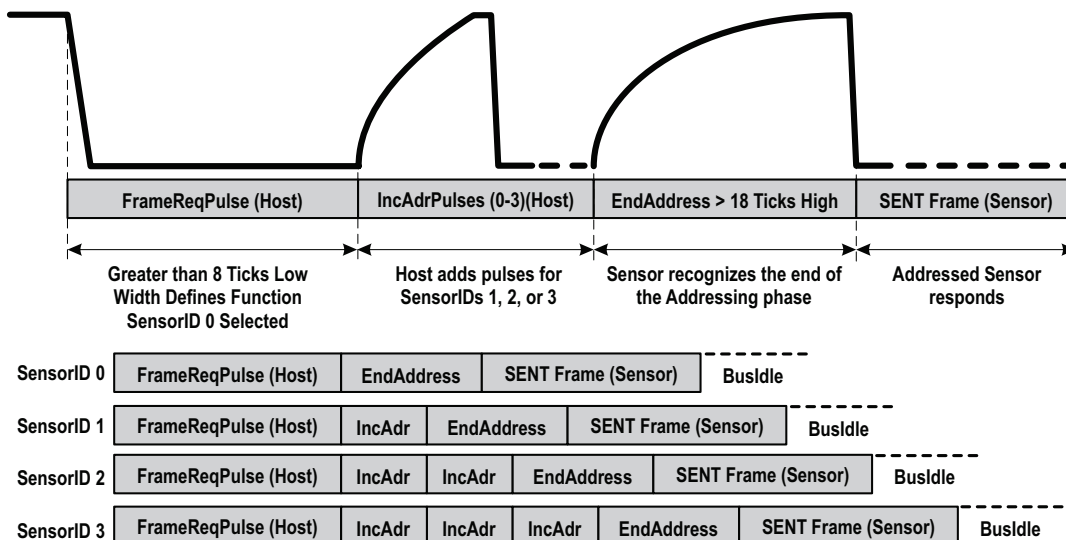 FrameReqPulse (Host) IncAdrPulses (0-3)(Host) EndAddress > 18 Ticks High SENT Frame (Sensor)
Greater than 8 Ticks Low
Width Defines Function
SensorID 0 Selected
Host adds pulses for
SensorIDs 1, 2, or 3
Sensor recognizes the end of
the Addressing phase
Addressed Sensor
responds
SensorID 0 FrameReqPulse (Host) EndAddress SENT Frame (Sensor) BusIdle
SensorID 1 FrameReqPulse (Host) IncAdr EndAddress SENT Frame (Sensor) BusIdle
SensorID 2 FrameReqPulse (Host) IncAdr IncAdr EndAddress SENT Frame (Sensor) BusIdle
SensorID 3 FrameReqPulse (Host) IncAdr IncAdr IncAdr EndAddress SENT Frame (Sensor) BusIdle